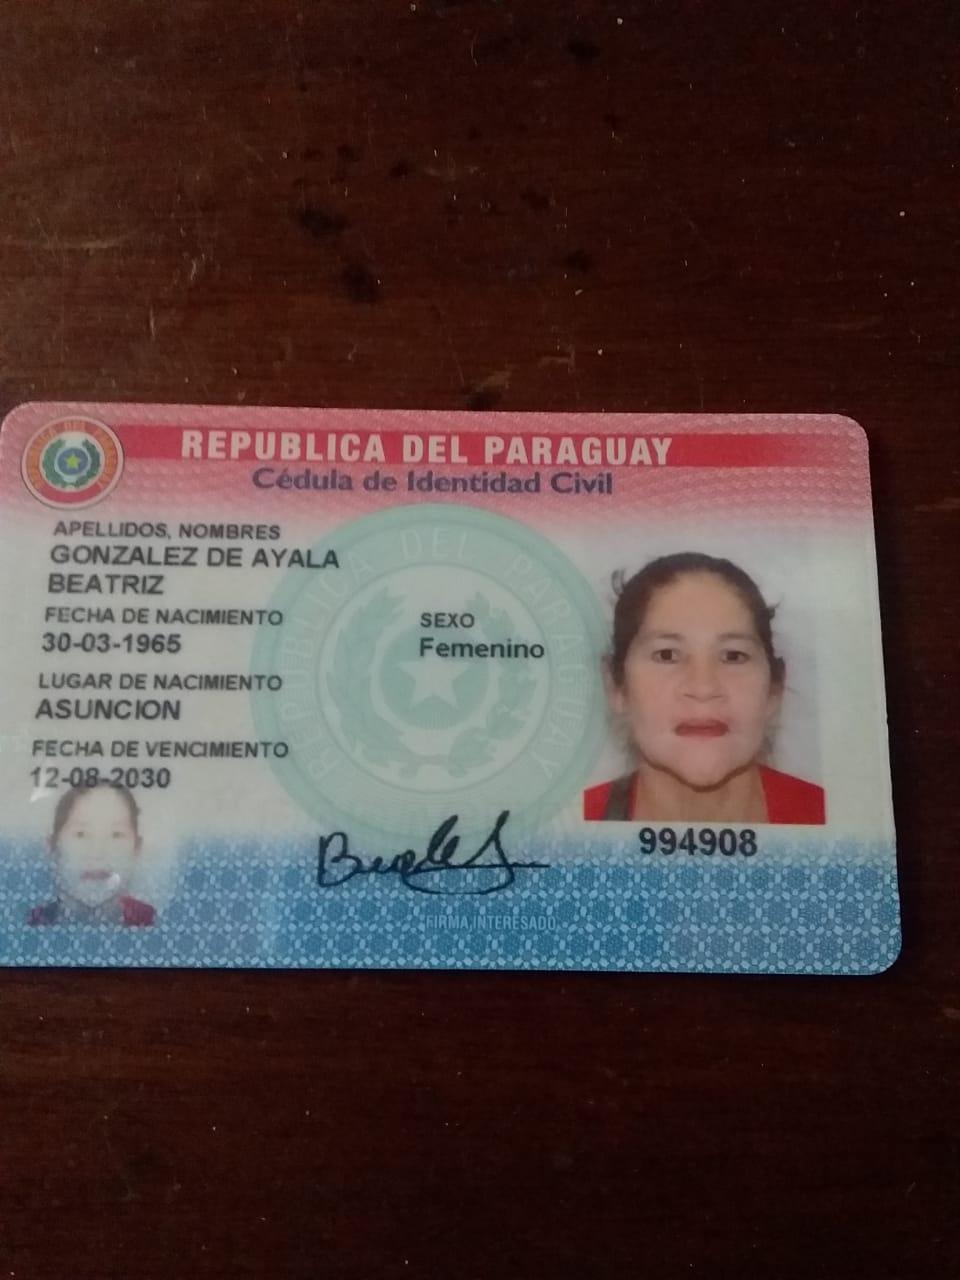 REPUBLICA DEL PARAGUAY
Cédula de Identidad Civil
APELLIDOS, NOMBRES
GONZALEZ DE AYALA
BEATRIZ
FECHA DE NACIMIENTO
30-03-1965
SEXO
Femenino
LUGAR DE NACIMIENTO
ASUNCION
FECHA DE VENCIMIENTO
12-08-2030
994908
FIRMA INTERESADO
REPUBLICA DEL PARAGUAY